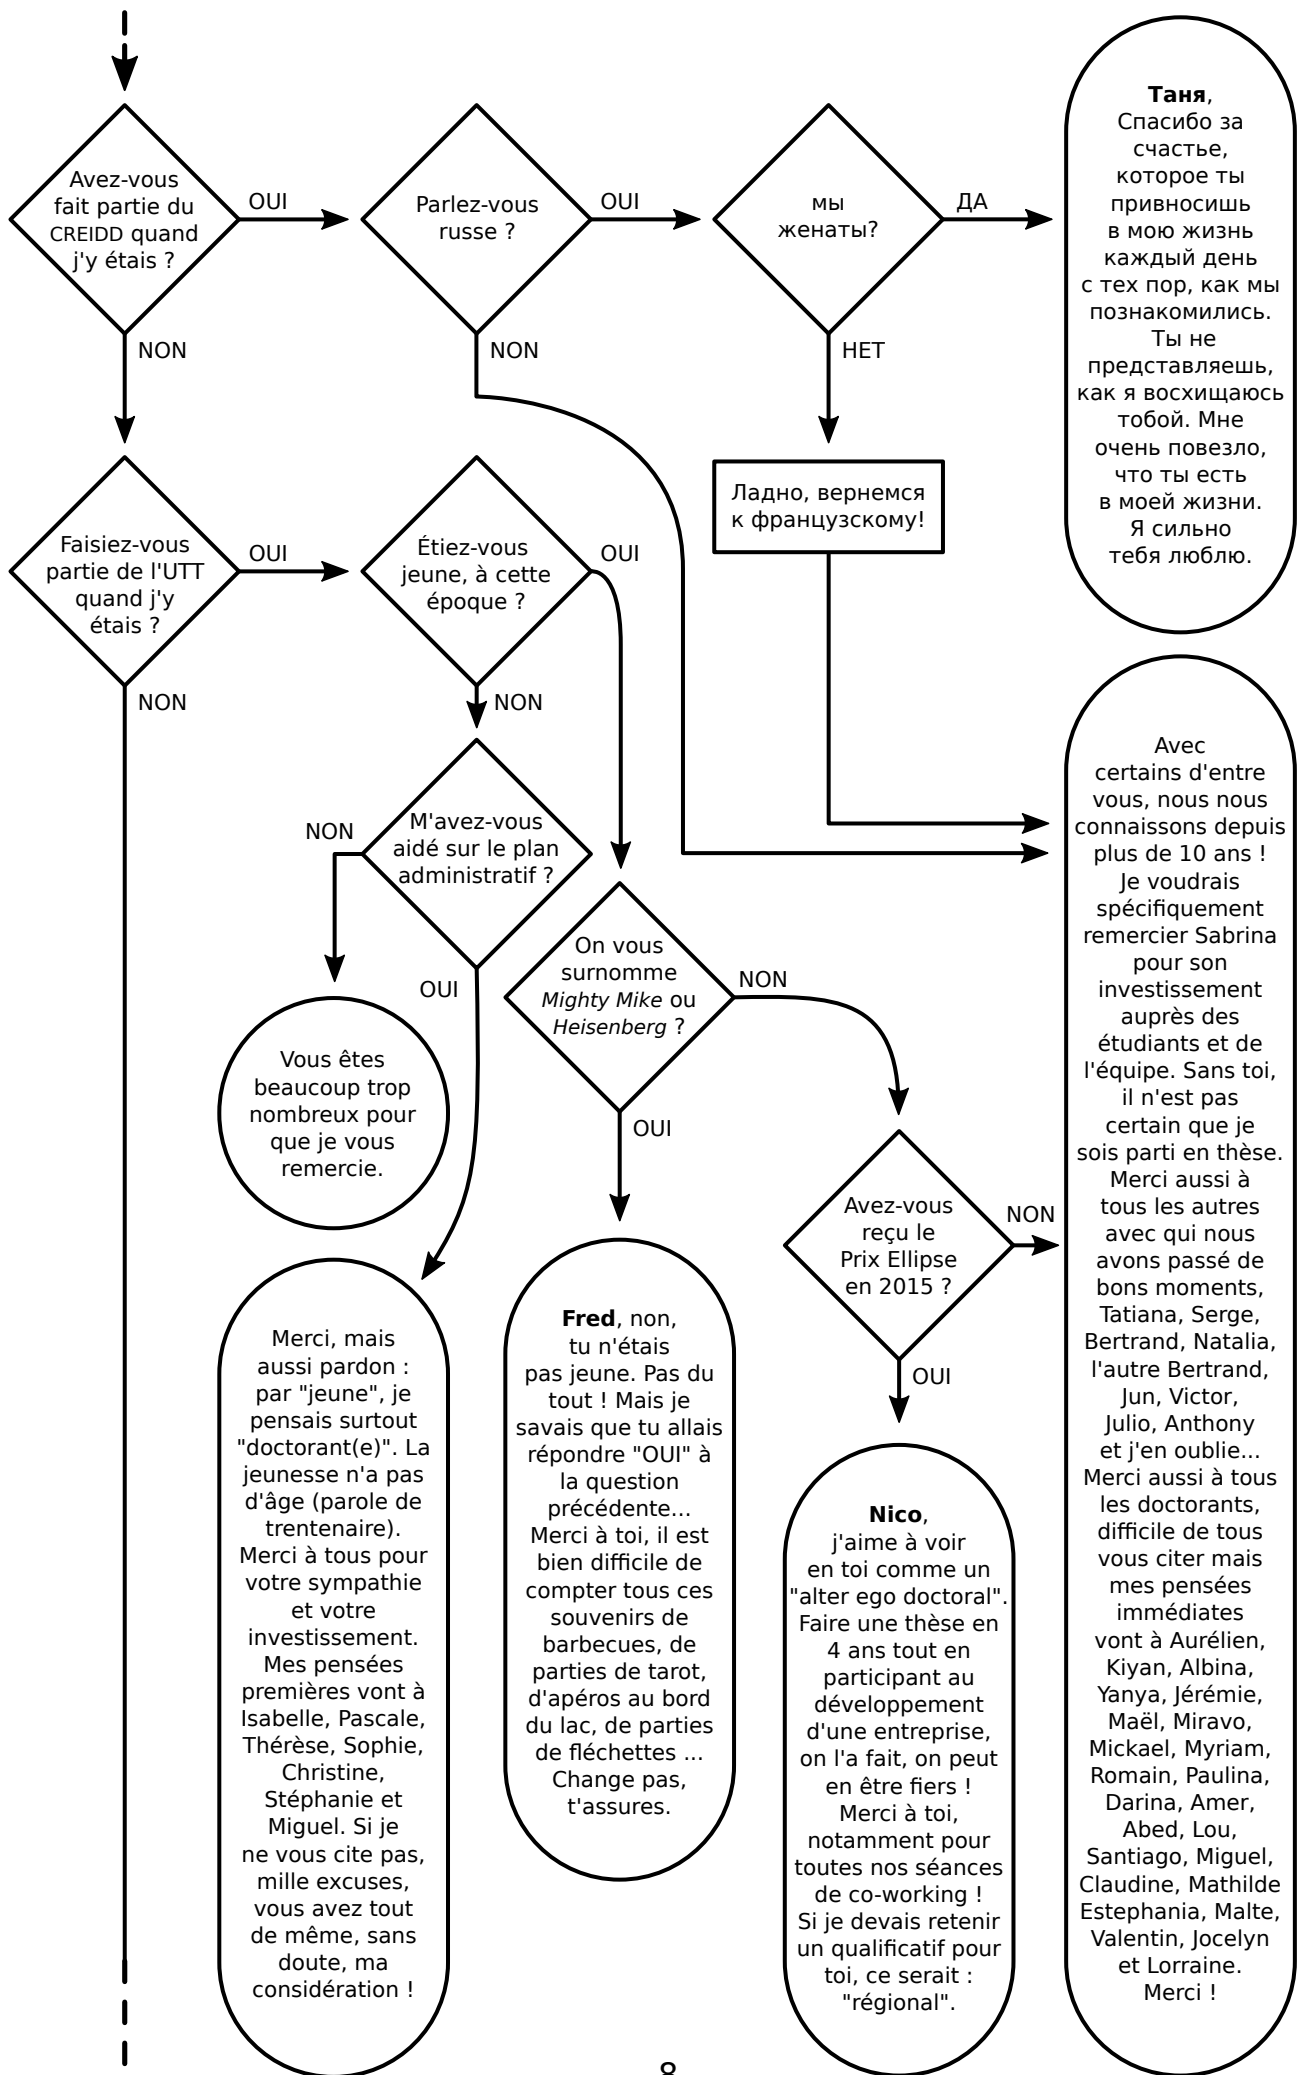 Avez-vous
fait partie du
CREIDD quand
j'y étais ?
OUI
NON
Parlez-vous
russe ?
OUI
NON
мы
женаты?
ДА
НЕТ
Таня,
Спасибо за
счастье,
которое ты
привносишь
в мою жизнь
каждый день
с тех пор, как мы
познакомились.
Ты не
представляешь,
как я восхищаюсь
тобой. Мне
очень повезло,
что ты есть
в моей жизни.
Я сильно
тебя люблю.
Ладно, вернемся
к французскому!
Faisiez-vous
partie de l'UTT
quand j'y
étais ?
OUI
NON
Étiez-vous
jeune, à cette
époque ?
OUI
NON
M'avez-vous
aidé sur le plan
administratif ?
NON
OUI
Vous êtes
beaucoup trop
nombreux pour
que je vous
remercie.
On vous
surnomme
Mighty Mike ou
Heisenberg ?
NON
OUI
Avez-vous
reçu le
Prix Ellipse
en 2015 ?
NON
OUI
Merci, mais
aussi pardon :
par "jeune", je
pensais surtout
"doctorant(e)". La
jeunesse n'a pas
d'âge (parole de
trentenaire).
Merci à tous pour
votre sympathie
et votre
investissement.
Mes pensées
premières vont à
Isabelle, Pascale,
Thérèse, Sophie,
Christine,
Stéphanie et
Miguel. Si je
ne vous cite pas,
mille excuses,
vous avez tout
de même, sans
doute, ma
considération !
Fred, non,
tu n'étais
pas jeune. Pas du
tout ! Mais je
savais que tu allais
répondre "OUI" à
la question
précédente...
Merci à toi, il est
bien difficile de
compter tous ces
souvenirs de
barbecues, de
parties de tarot,
d'apéros au bord
du lac, de parties
de fléchettes ...
Change pas,
t'assures.
Nico,
j'aime à voir
en toi comme un
"alter ego doctoral".
Faire une thèse en
4 ans tout en
participant au
développement
d'une entreprise,
on l'a fait, on peut
en être fiers !
Merci à toi,
notamment pour
toutes nos séances
de co-working !
Si je devais retenir
un qualificatif pour
toi, ce serait :
"régional".
Avec
certains d'entre
vous, nous nous
connaissons depuis
plus de 10 ans !
Je voudrais
spécifiquement
remercier Sabrina
pour son
investissement
auprès des
étudiants et de
l'équipe. Sans toi,
il n'est pas
certain que je
sois parti en thèse.
Merci aussi à
tous les autres
avec qui nous
avons passé de
bons moments,
Tatiana, Serge,
Bertrand, Natalia,
l'autre Bertrand,
Jun, Victor,
Julio, Anthony
et j'en oublie...
Merci aussi à tous
les doctorants,
difficile de tous
vous citer mais
mes pensées
immédiates
vont à Aurélien,
Kiyan, Albina,
Yanya, Jérémie,
Maël, Miravo,
Mickael, Myriam,
Romain, Paulina,
Darina, Amer,
Abed, Lou,
Santiago, Miguel,
Claudine, Mathilde
Estephania, Malte,
Valentin, Jocelyn
et Lorraine.
Merci !
8